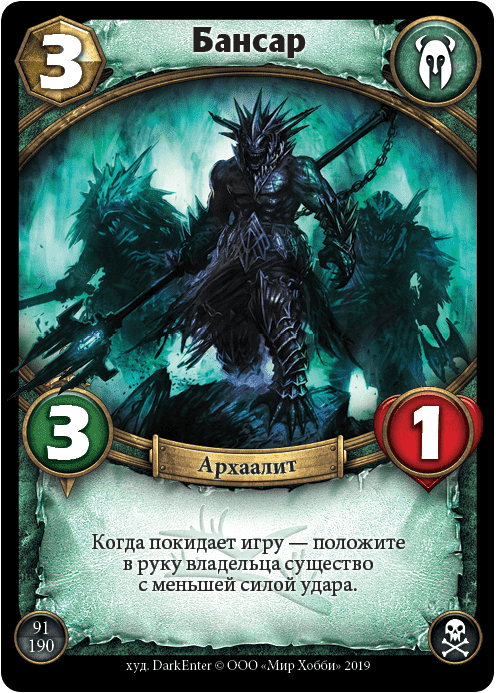 3
Бансар
3
1
Архаалит
Когда покидает игру — положите
в руку владельца существо
с меньшей силой удара.
91
190
худ. DarkEnter © ООО «Мир Хобби» 2019